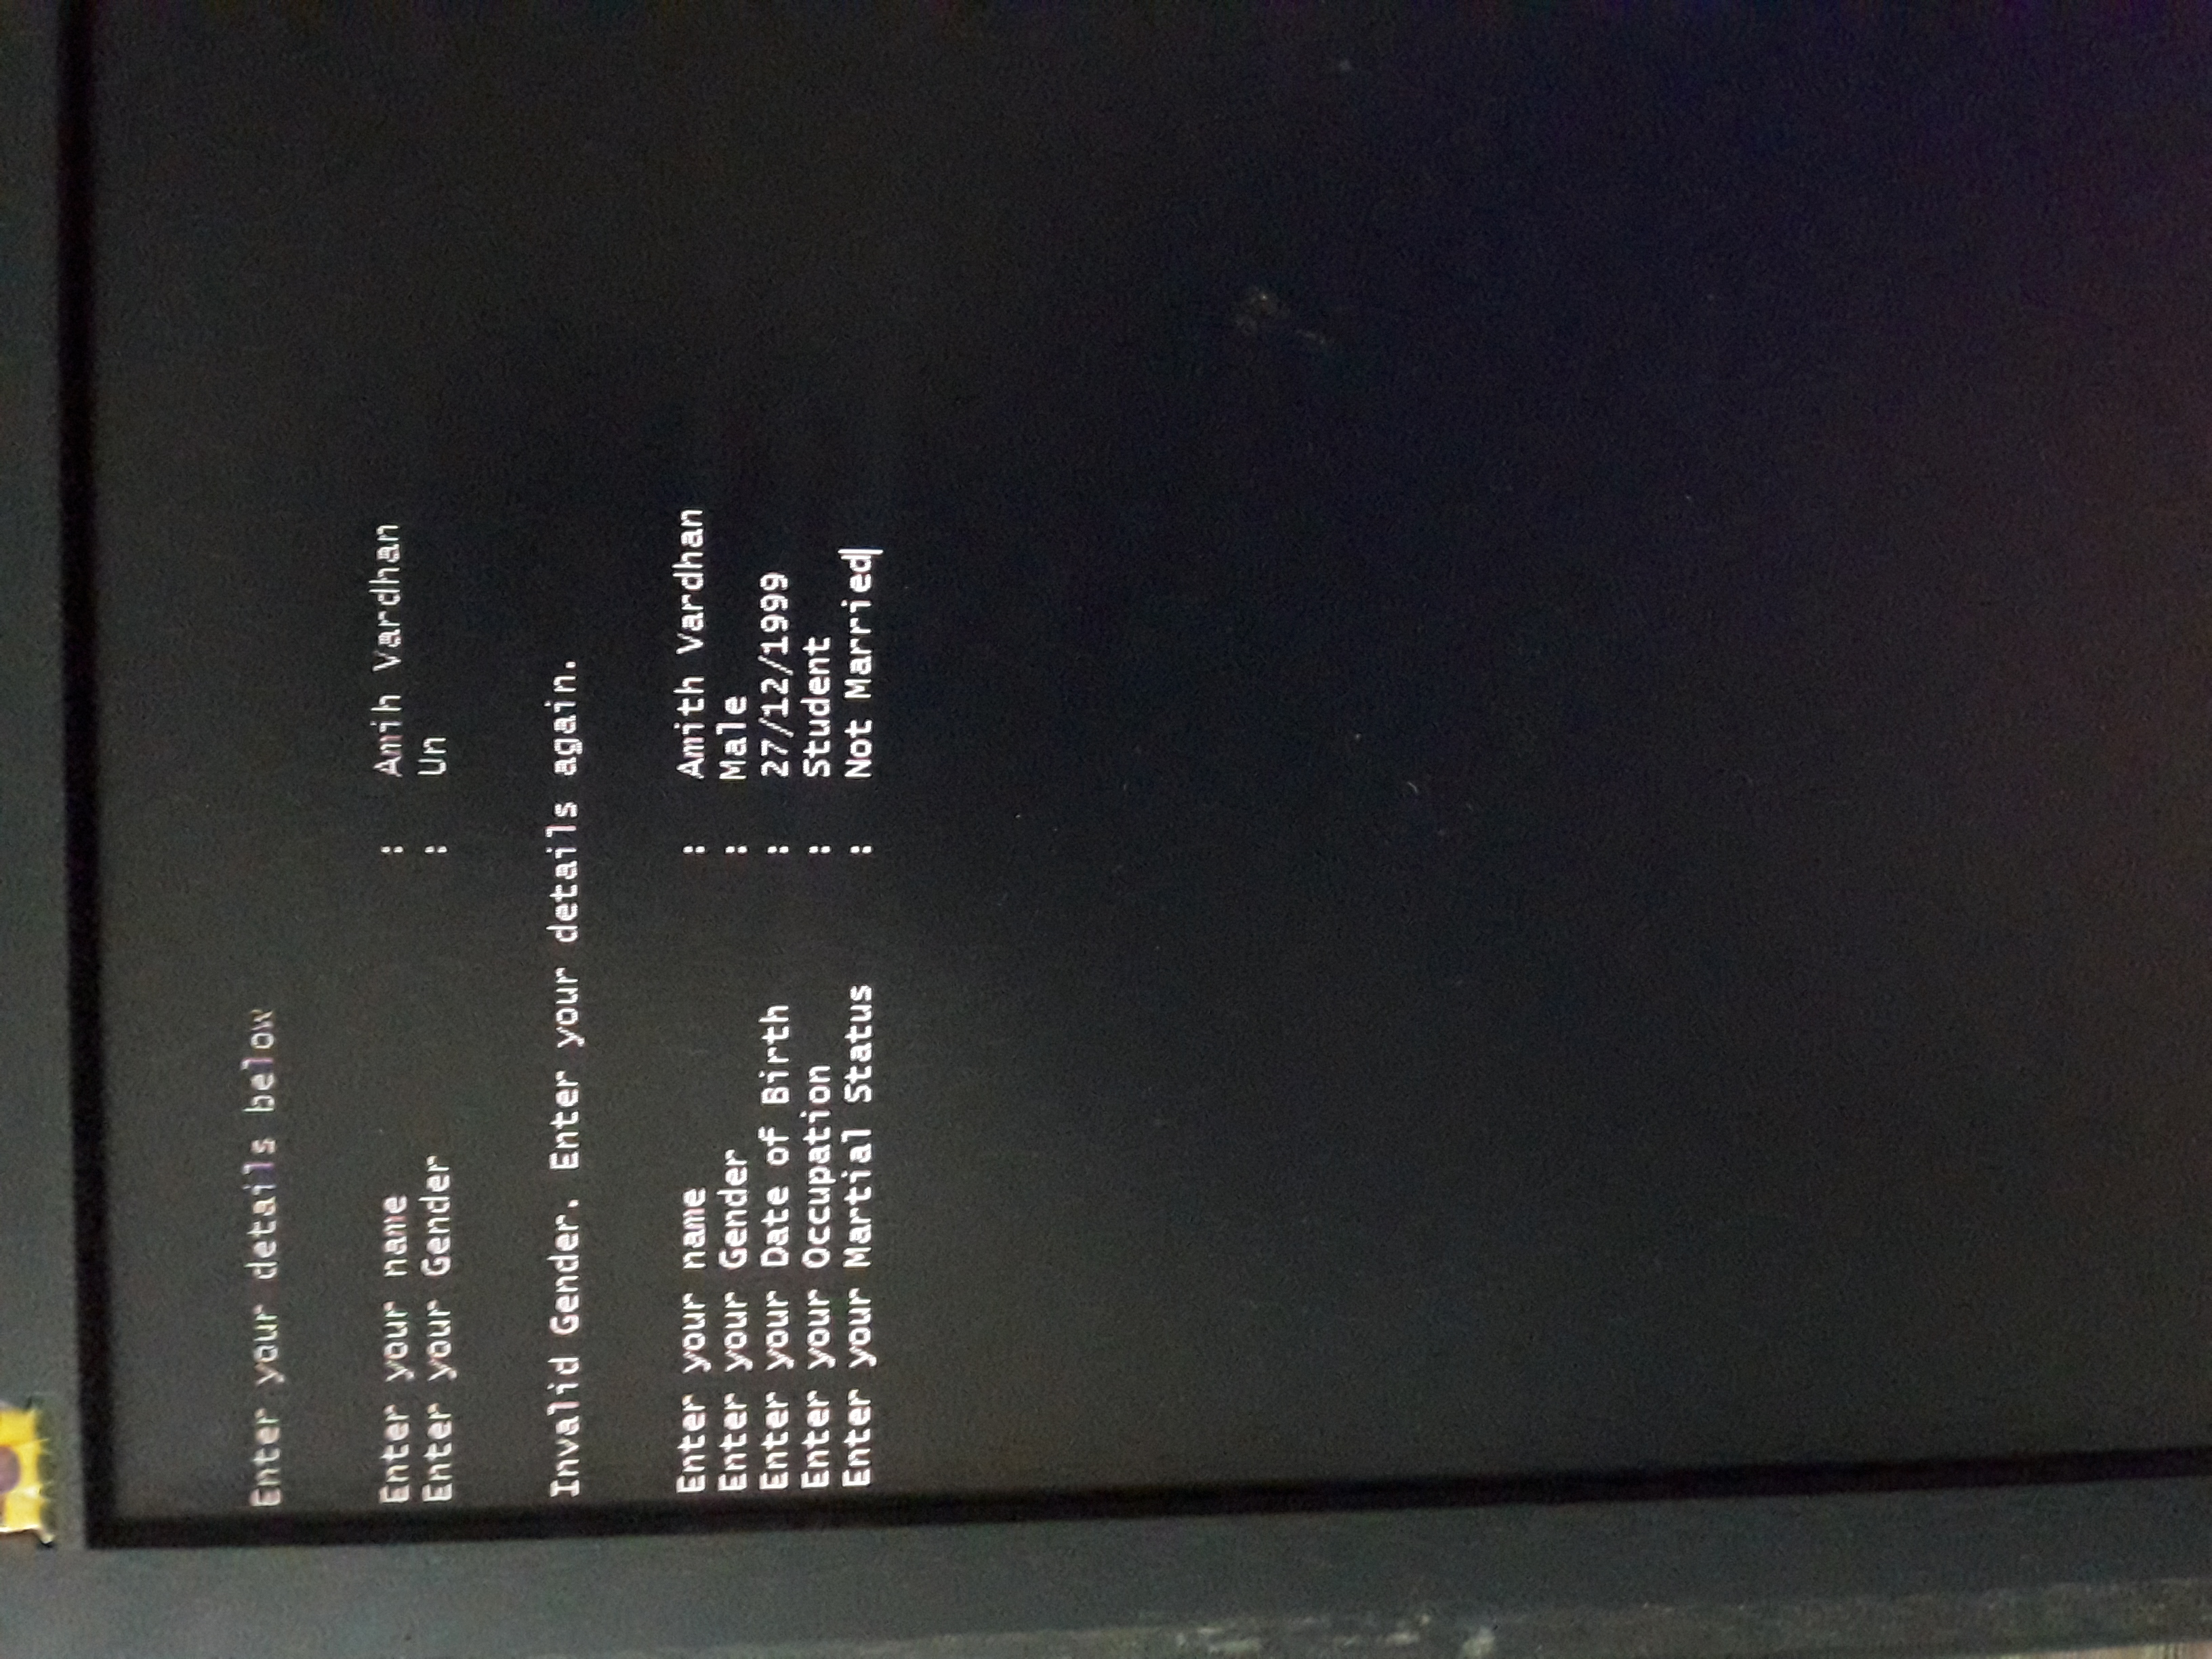 Enter your details below
Enter your name : Amih Vardhan
Enter your Gender : Un
Invalid Gender. Enter your details again.
Enter your name : Amith Vardhan
Enter your Gender : Male
Enter your Date of Birth : 27/12/1999
Enter your Occupation : Student
Enter your Martial Status : Not Married